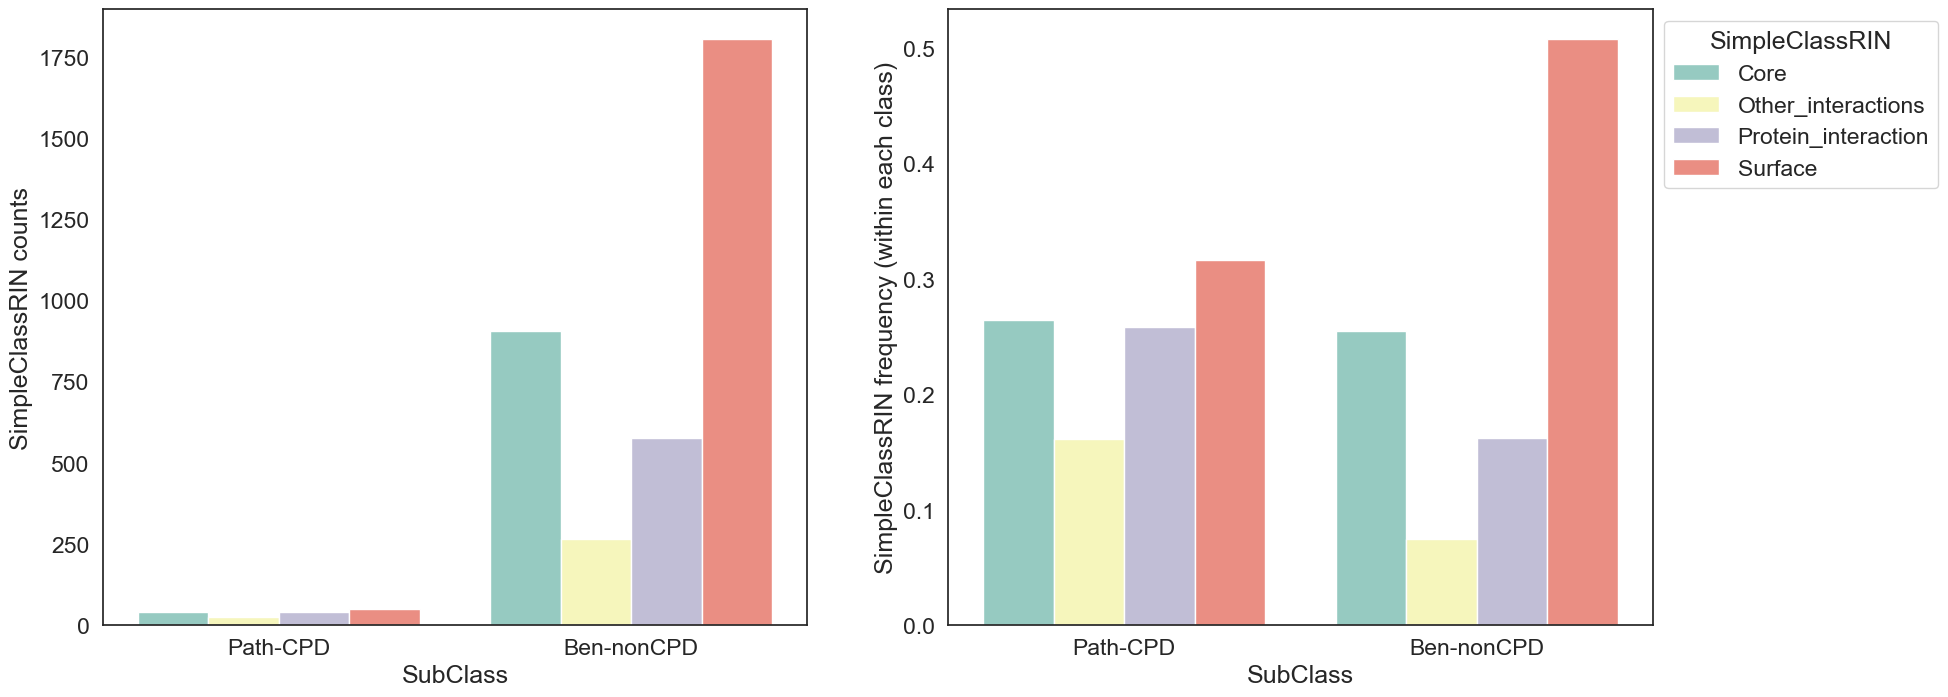 SimpleClassRIN counts
1750
1500
1250
1000
750
500
250
0
Path-CPD
Ben-nonCPD
SubClass
SimpleClassRIN frequency (within each class)
0.5
0.4
0.3
0.2
0.1
0.0
Path-CPD
Ben-nonCPD
SubClass
SimpleClassRIN
Core
Other_interactions
Protein_interaction
Surface